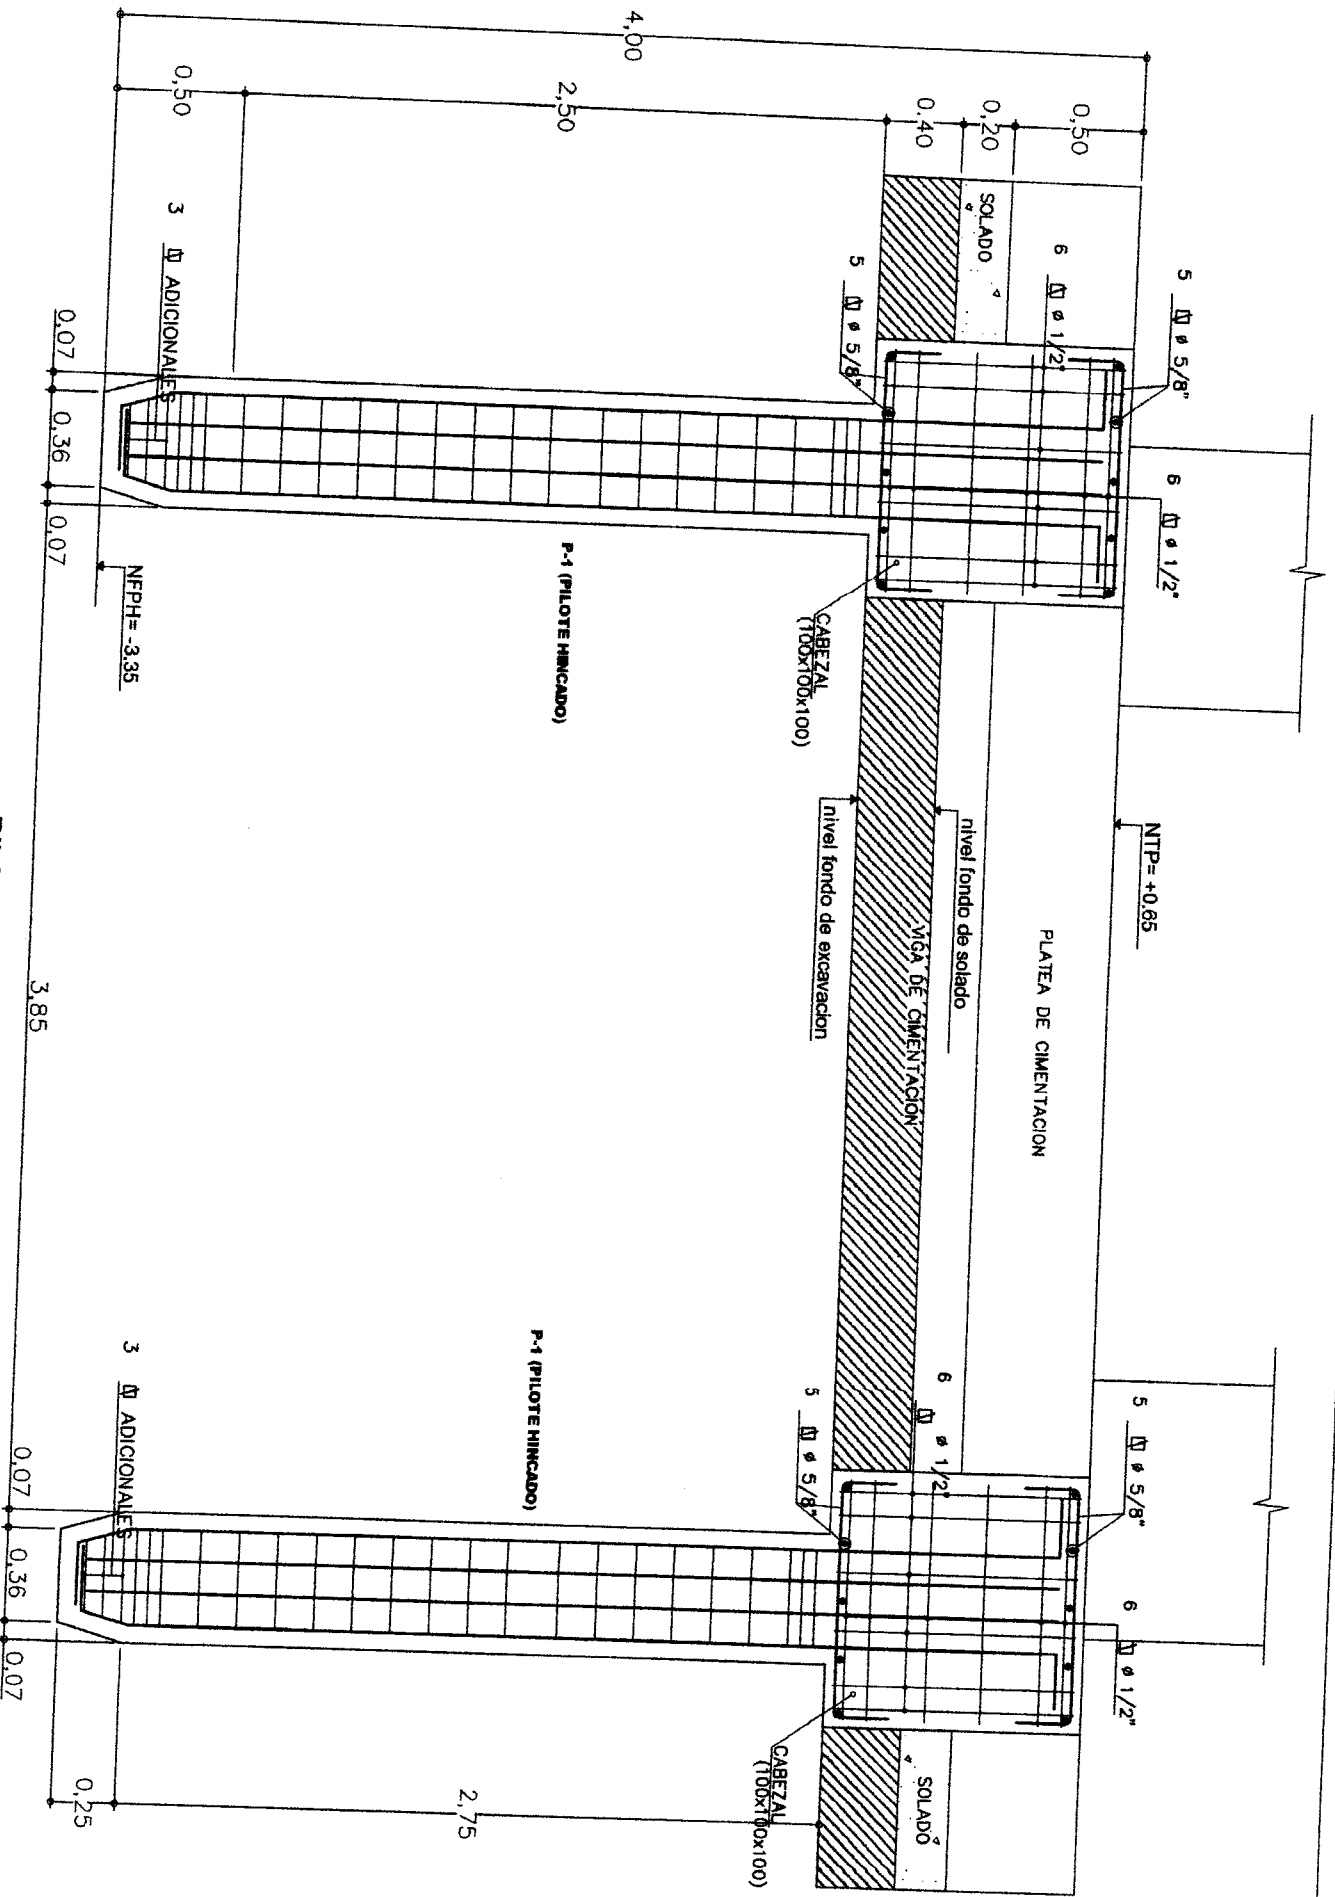 4,00
0,50
2,50
0,40
0,20
0,50
SOLADO
6 ø 1/2"
5 ø 5/8"
5 ø 5/8"
6 ø 1/2"
3 ADICIONALES
0,07
0,36
0,07
NFPH= -3.35
P-1 (PILOTE HINCADO)
CABEZAL
(100x100x100)
nivel fondo de excavacion
nivel fondo de solado
NTP= +0.65
VIGA DE CIMENTACIÓN
PLATEA DE CIMENTACION
3,85
P-1 (PILOTE HINCADO)
3 ADICIONALES
5 ø 5/8"
6 ø 1/2"
5 ø 5/8"
6 ø 1/2"
0,07
0,36
0,07
0,25
2,75
CABEZAL
(100x100x100)
SOLADO